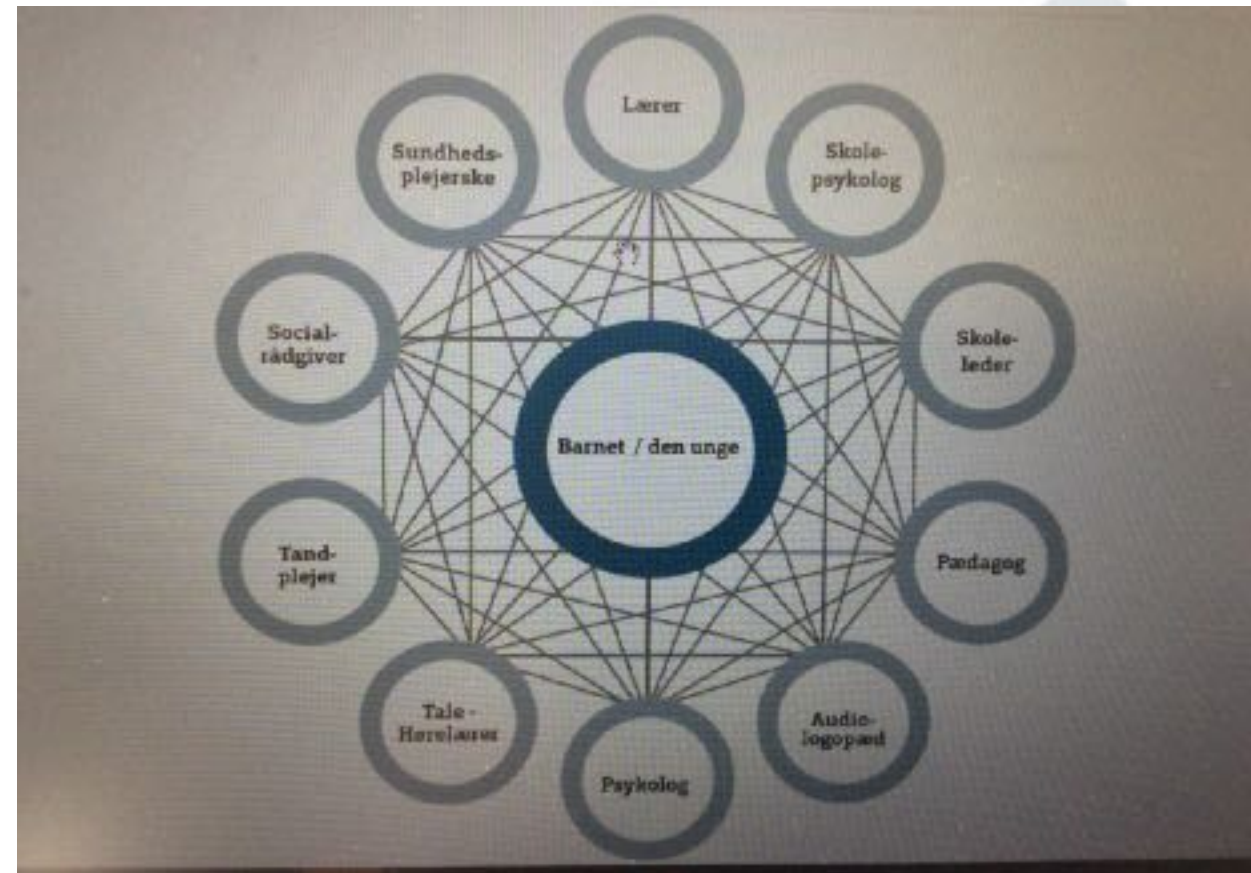 Lærer
Skole-
psykolog
Skole-
leder
Pædagog
Audio-
logopæd
Psykolog
Tale -
Hørelærer
Tand-
plejer
Social-
rådgiver
Sundheds-
plejerske
Barnet / den unge